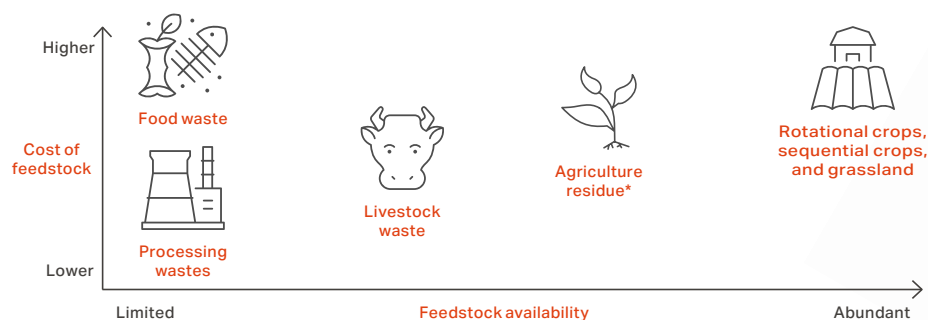 Higher
Food waste
Cost of
feedstock
Rotational crops,
sequential crops,
and grassland
Agriculture
residue*
Livestock
waste
Processing
wastes
Lower
Limited
Feedstock availability
Abundant